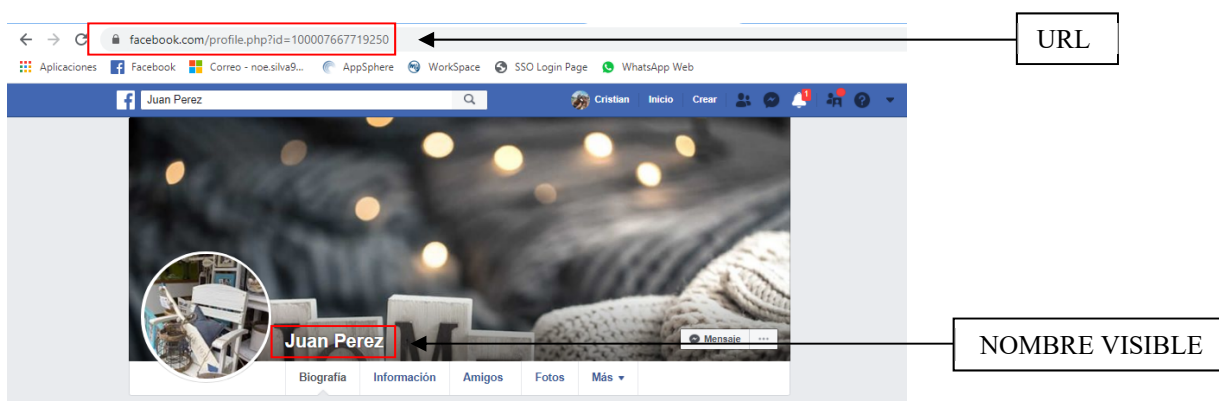 URL
facebook.com/profile.php?id=100007667719250
Aplicaciones Facebook Correo - noe.silva9... AppSphere WorkSpace SSO Login Page WhatsApp Web
Juan Perez Cristian Inicio Crear 1
Juan Perez
Mensaje
NOMBRE VISIBLE
Biografía Información Amigos Fotos Más